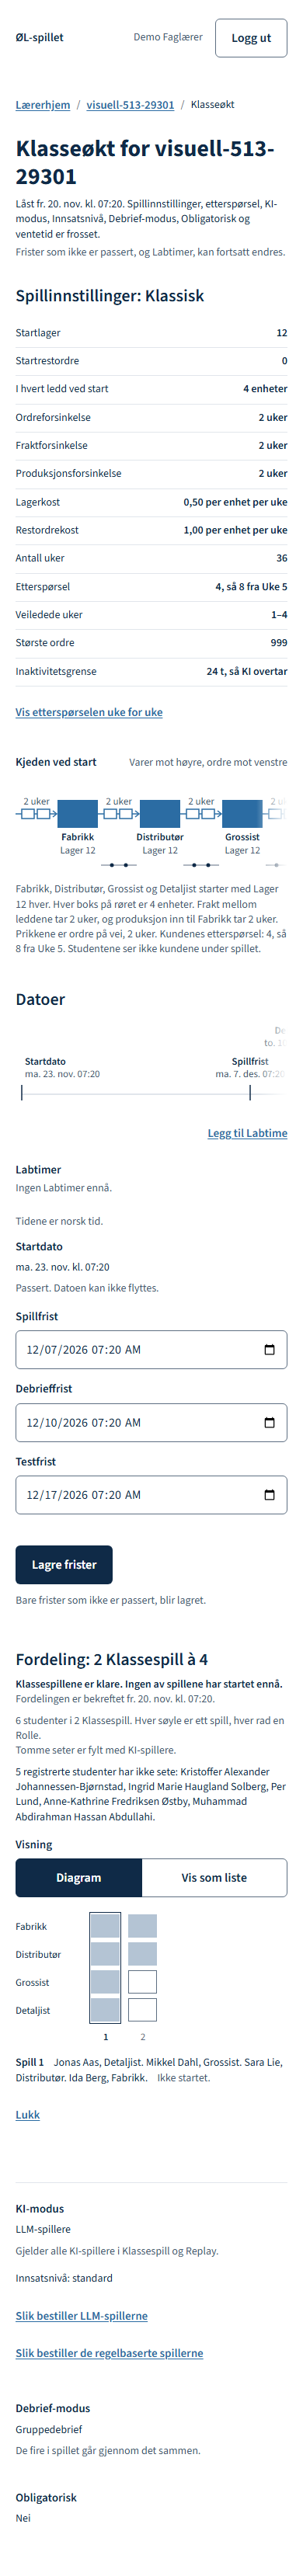 ØL-spillet
Demo Faglærer
Logg ut
Lærerhjem / visuell-513-29301 / Klasseøkt
Klasseøkt for visuell-513-
29301
Låst fr. 20. nov. kl. 07:20. Spillinnstillinger, etterspørsel, KI-
modus, Innsatsnivå, Debrief-modus, Obligatorisk og
ventetid er frosset.
Frister som ikke er passert, og Labtimer, kan fortsatt endres.
Spillinnstillinger: Klassisk
Startlager 12
Startrestordre 0
I hvert ledd ved start 4 enheter
Ordreforsinkelse 2 uker
Fraktforsinkelse 2 uker
Produksjonsforsinkelse 2 uker
Lagerkost 0,50 per enhet per uke
Restordrekost 1,00 per enhet per uke
Antall uker 36
Etterspørsel 4, så 8 fra Uke 5
Veiledede uker 1–4
Største ordre 999
Inaktivitetsgrense 24 t, så KI overtar
Vis etterspørselen uke for uke
Kjeden ved start Varer mot høyre, ordre mot venstre
2 uker 2 uker 2 uker
Fabrikk Distributør Grossist
Lager 12 Lager 12 Lager 12
Fabrikk, Distributør, Grossist og Detaljist starter med Lager
12 hver. Hver boks på røret er 4 enheter. Frakt mellom
leddene tar 2 uker, og produksjon inn til Fabrikk tar 2 uker.
Prikkene er ordre på vei, 2 uker. Kundenes etterspørsel: 4, så
8 fra Uke 5. Studentene ser ikke kundene under spillet.
Datoer
Startdato Spillfrist
ma. 23. nov. 07:20 ma. 7. des. 07:20
Legg til Labtime
Labtimer
Ingen Labtimer ennå.
Tidene er norsk tid.
Startdato
ma. 23. nov. kl. 07:20
Passert. Datoen kan ikke flyttes.
Spillfrist
12/07/2026 07:20 AM
Debrieffrist
12/10/2026 07:20 AM
Testfrist
12/17/2026 07:20 AM
Lagre frister
Bare frister som ikke er passert, blir lagret.
Fordeling: 2 Klassespill à 4
Klassespillene er klare. Ingen av spillene har startet ennå.
Fordelingen er bekreftet fr. 20. nov. kl. 07:20.
6 studenter i 2 Klassespill. Hver søyle er ett spill, hver rad en
Rolle.
Tomme seter er fylt med KI-spillere.
5 registrerte studenter har ikke sete: Kristoffer Alexander
Johannessen-Bjørnstad, Ingrid Marie Haugland Solberg, Per
Lund, Anne-Kathrine Fredriksen Østby, Muhammad
Abdirahman Hassan Abdullahi.
Visning
Diagram Vis som liste
Fabrikk
Distributør
Grossist
Detaljist
1 2
Spill 1 Jonas Aas, Detaljist. Mikkel Dahl, Grossist. Sara Lie,
Distributør. Ida Berg, Fabrikk. Ikke startet.
Lukk
KI-modus
LLM-spillere
Gjelder alle KI-spillere i Klassespill og Replay.
Innsatsnivå: standard
Slik bestiller LLM-spillerne
Slik bestiller de regelbaserte spillerne
Debrief-modus
Gruppedebrief
De fire i spillet går gjennom det sammen.
Obligatorisk
Nei